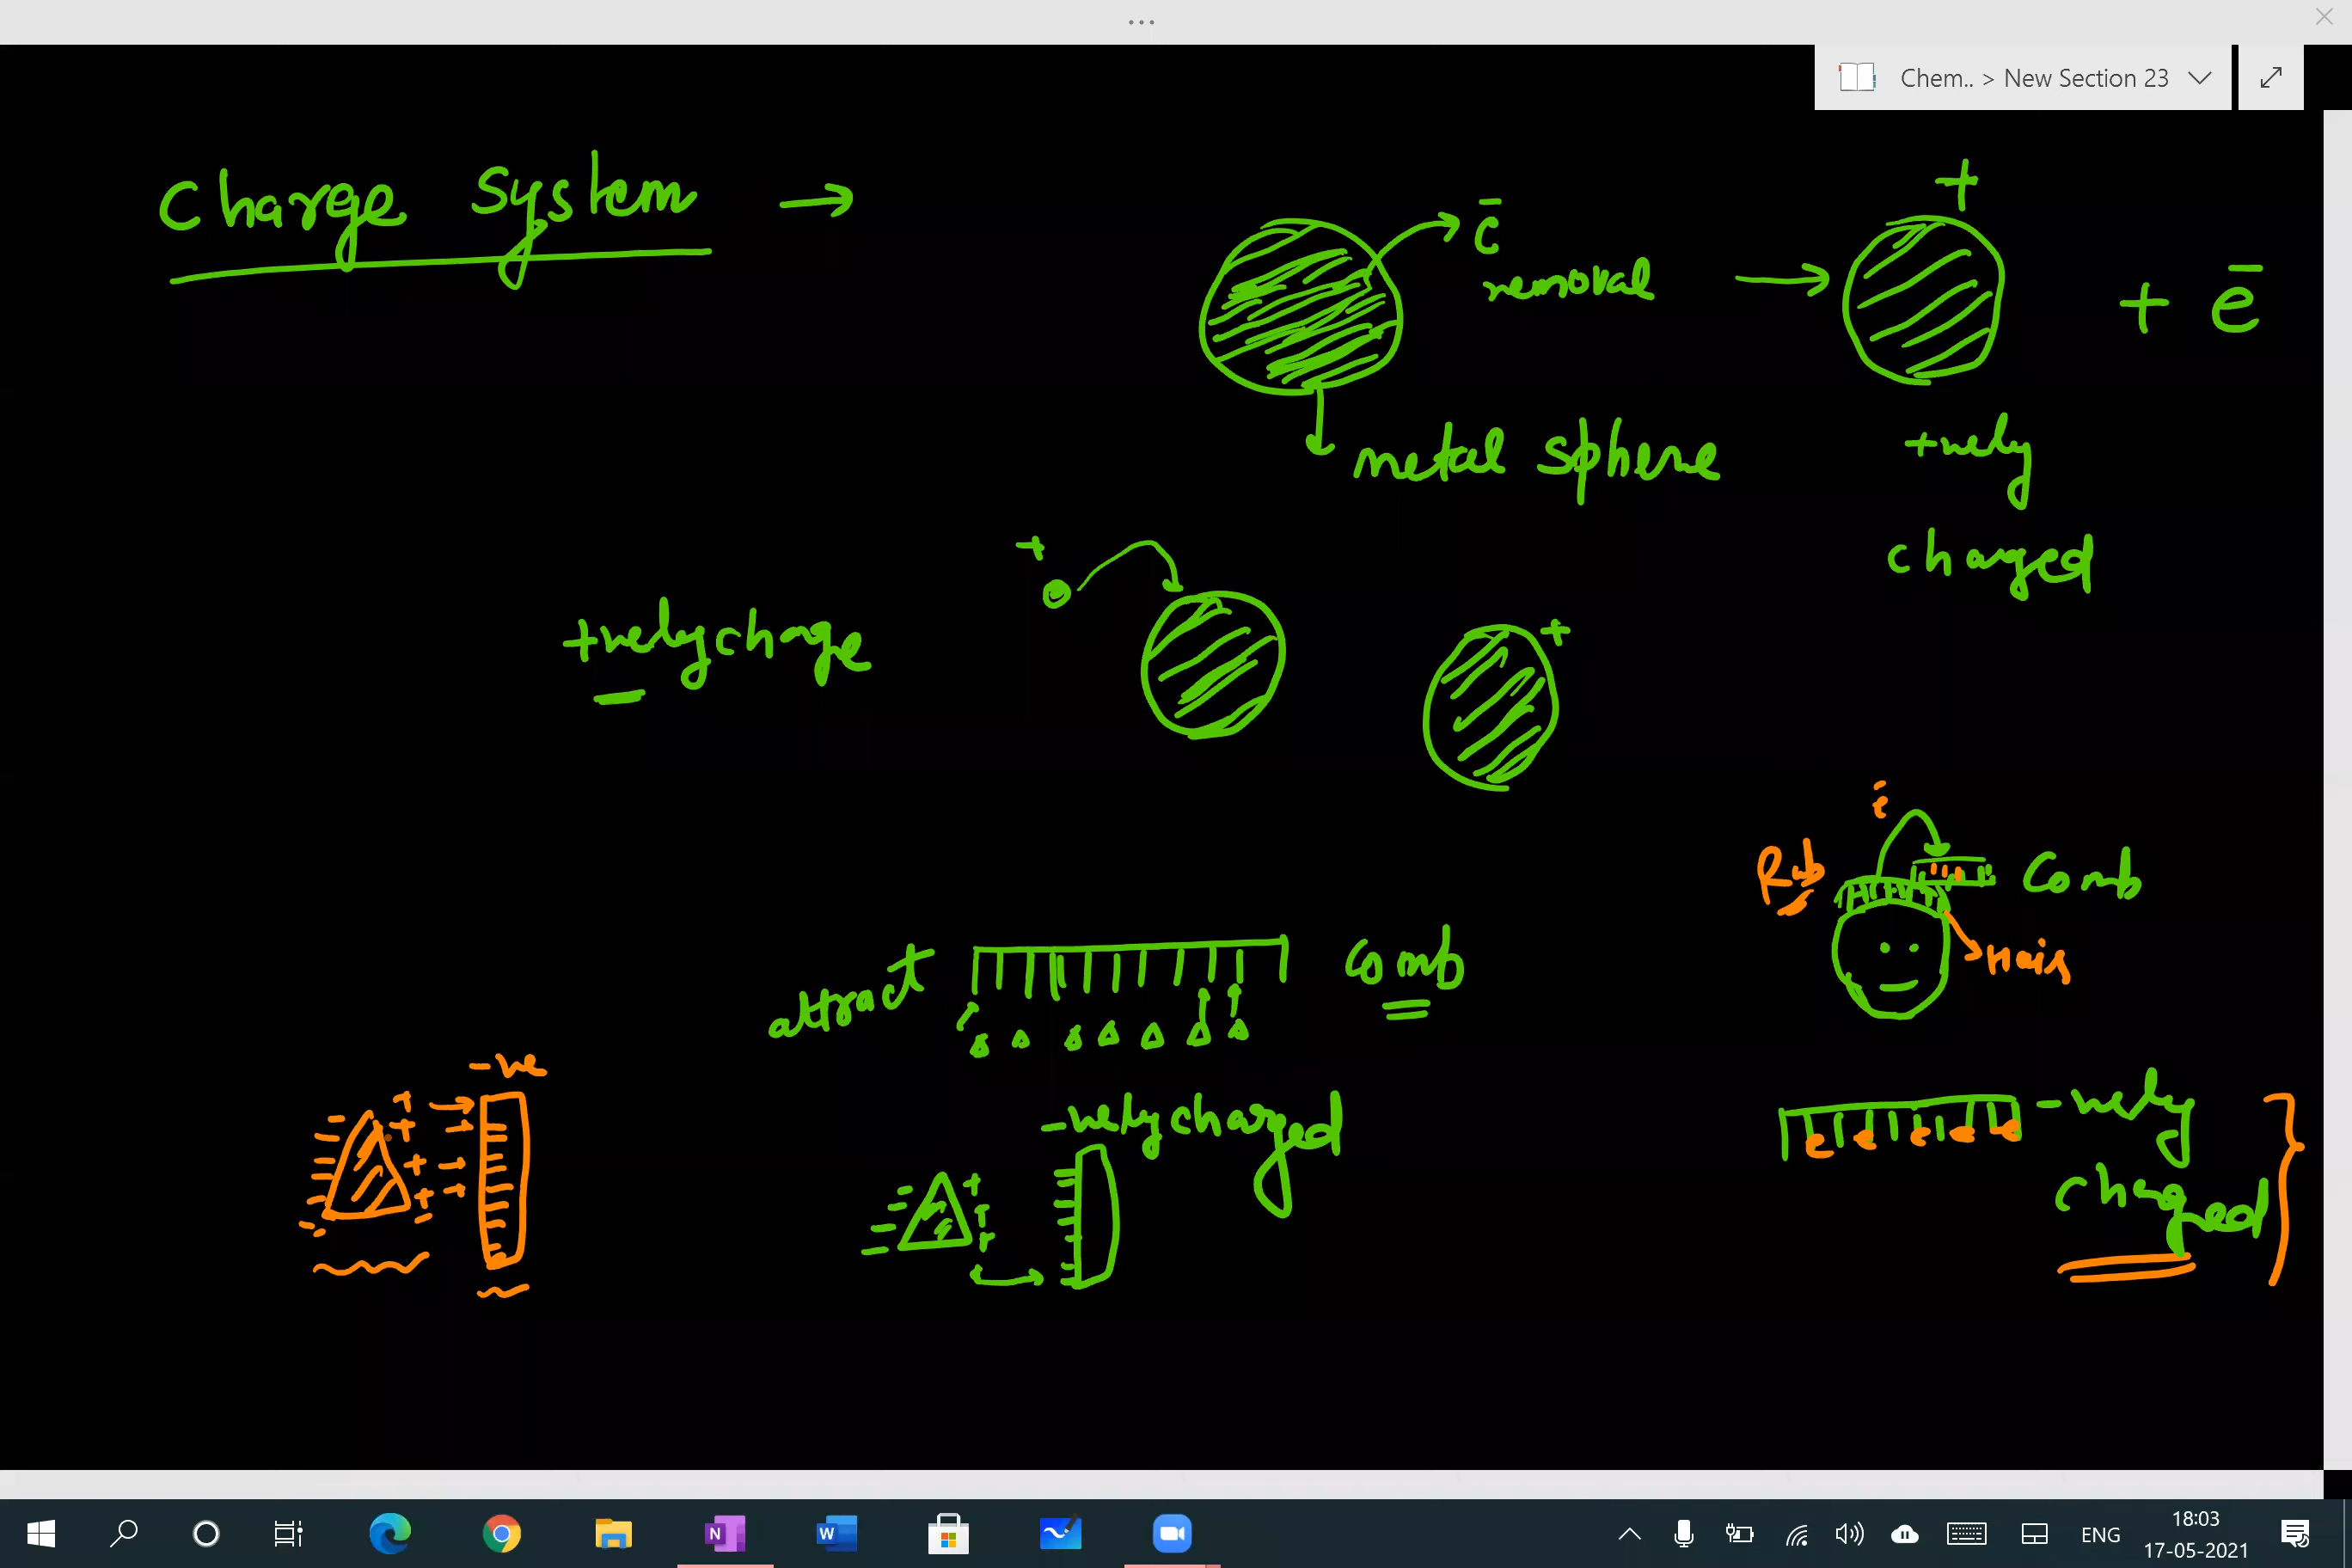 ...
Chem.. > New Section 23
Charge System →
ē
removal → + + ē
metal sphere
+vely
charged
+
+vely charge
+
ē
Rub
Comb
Hair
attract
Comb
-ve
-vely charged
-vely
charged
e e e e e
+ + + +
18:03
ENG
17-05-2021